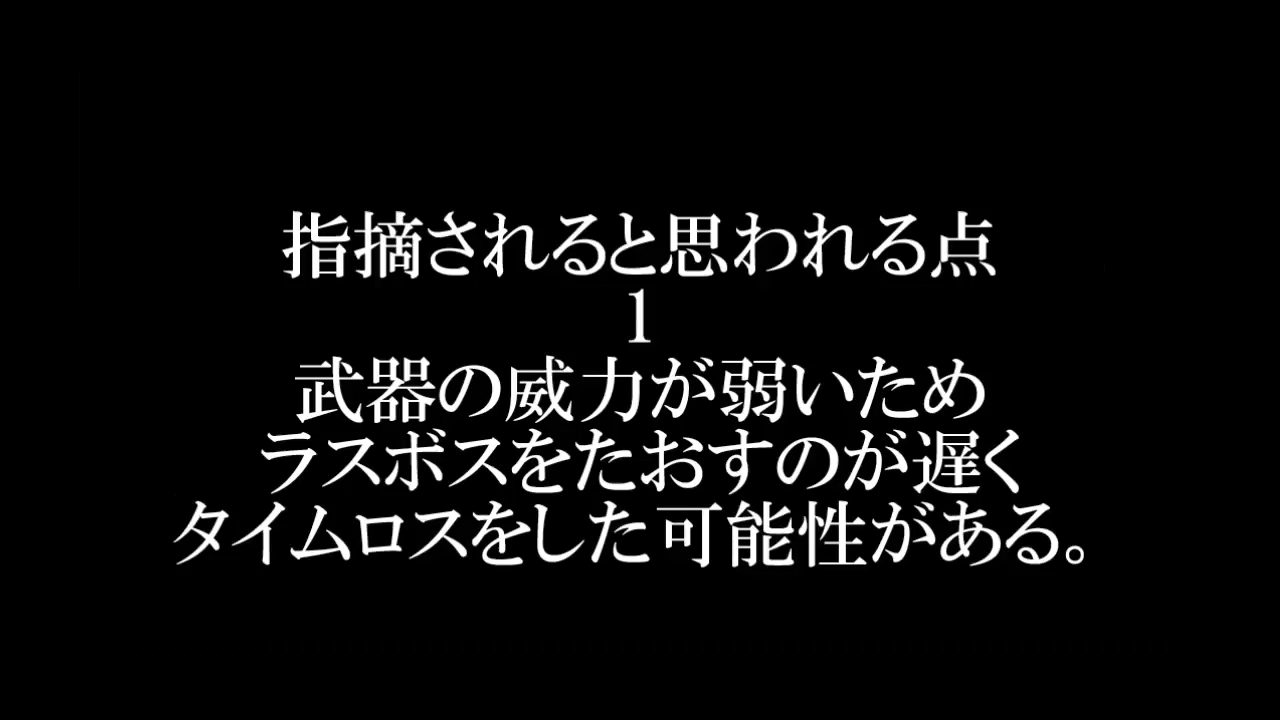 指摘されると思われる点
1
武器の威力が弱いため
ラスボスをたおすのが遅く
タイムロスをした可能性がある。